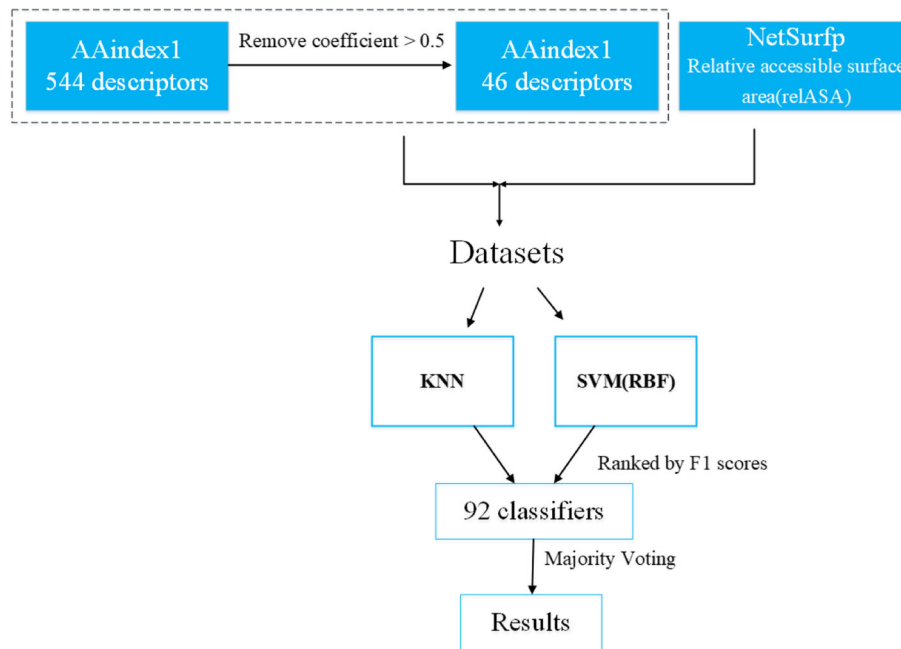 AAindex1
544 descriptors
Remove coefficient > 0.5
AAindex1
46 descriptors
NetSurfp
Relative accessible surface
area(relASA)
Datasets
KNN
SVM(RBF)
Ranked by F1 scores
92 classifiers
Majority Voting
Results